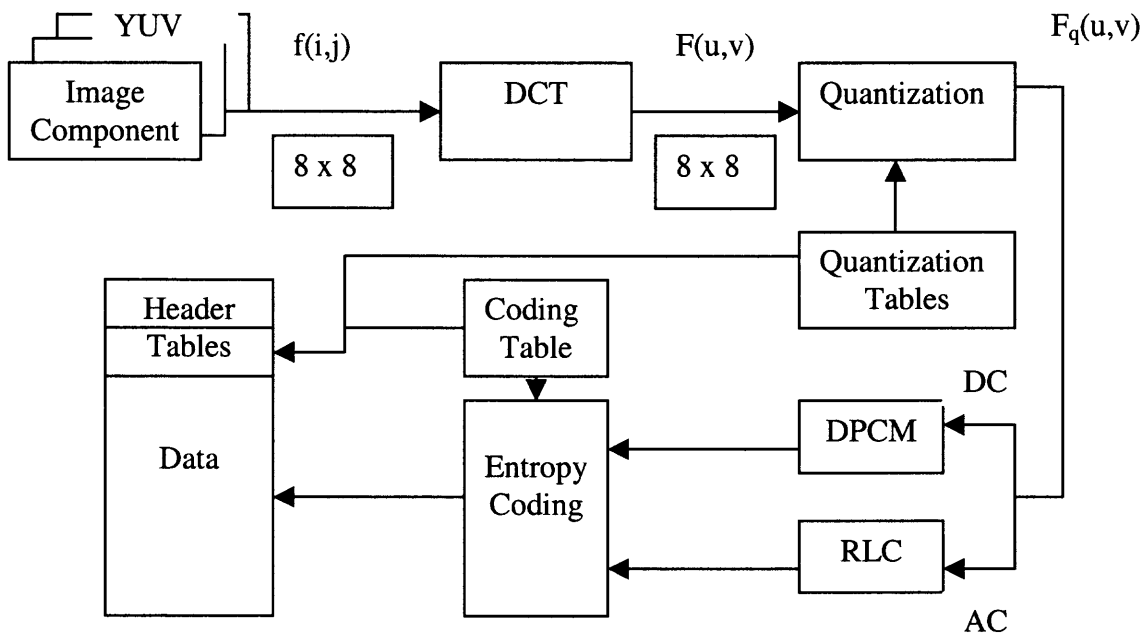 YUV
f(i,j)
F(u,v)
Fq(u,v)
Image
Component
DCT
Quantization
8 x 8
8 x 8
Quantization
Tables
Header
Tables
Data
Coding
Table
Entropy
Coding
DC
DPCM
RLC
AC